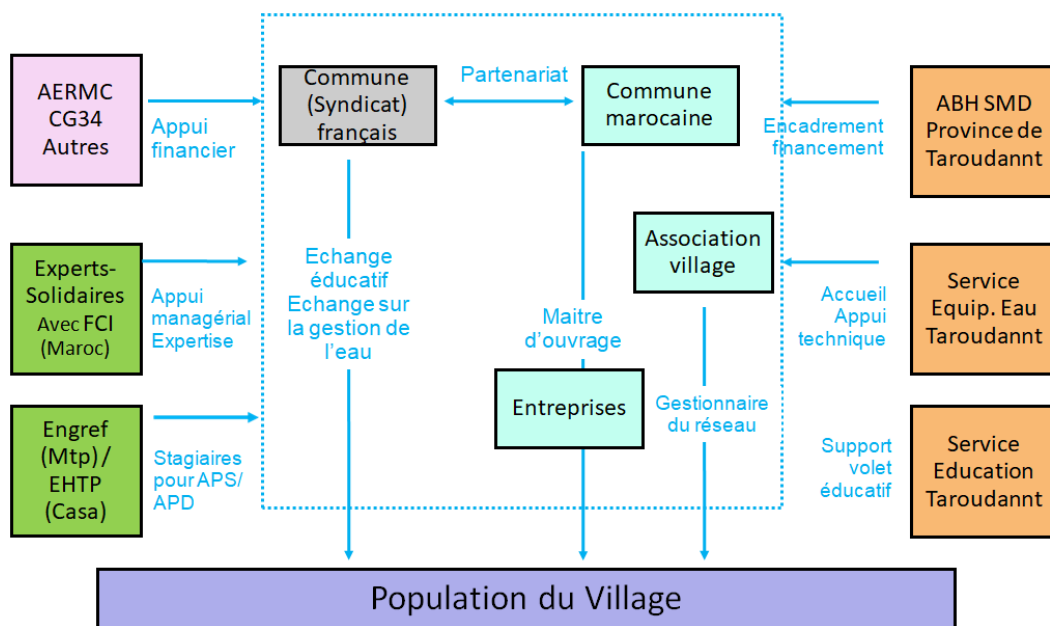 AERMC
CG34
Autres
Appui
financier
Commune
(Syndicat)
français
Partenariat
Commune
marocaine
Encadrement
financement
ABH SMD
Province de
Taroudannt
Experts-
Solidaires
Avec FCI
(Maroc)
Appui
managérial
Expertise
Echange
éducatif
Echange sur
la gestion de
l'eau
Maitre
d'ouvrage
Association
village
Accueil
Appui
technique
Service
Equip. Eau
Taroudannt
Engref
(Mtp) /
EHTP
(Casa)
Stagiaires
pour APS/
APD
Entreprises
Gestionnaire
du réseau
Support
volet
éducatif
Service
Education
Taroudannt
Population du Village